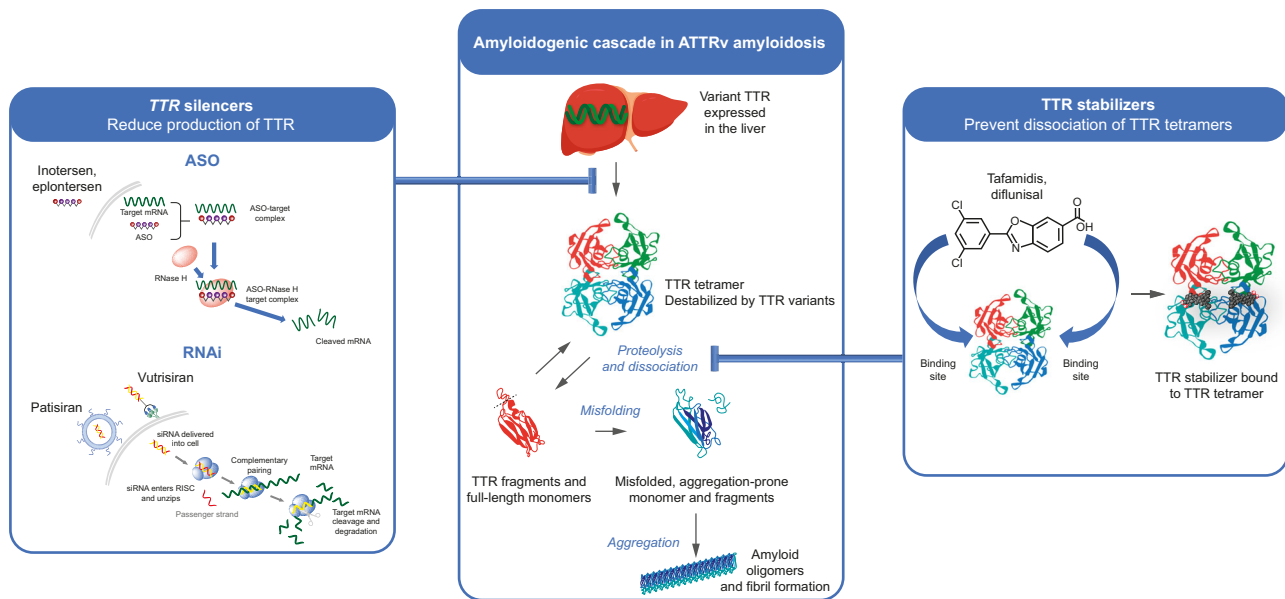 TTR silencers
Reduce production of TTR
ASO
Inotersen,
eplontersen
Target mRNA
ASO
ASO-target
complex
RNase H
ASO-RNase H
target complex
Cleaved mRNA
RNAi
Vutrisiran
Patisiran
siRNA delivered
into cell
siRNA enters RISC
and unzips
Passenger strand
Complementary
pairing
Target
mRNA
Target mRNA
cleavage and
degradation
Amyloidogenic cascade in ATTRv amyloidosis
Variant TTR
expressed
in the liver
TTR tetramer
Destabilized by TTR variants
Proteolysis
and dissociation
Misfolding
TTR fragments and
full-length monomers
Misfolded, aggregation-prone
monomer and fragments
Aggregation
Amyloid
oligomers
and fibril formation
TTR stabilizers
Prevent dissociation of TTR tetramers
Tafamidis,
diflunisal
Cl
Cl
O
N
O
OH
Binding
site
Binding
site
TTR stabilizer bound
to TTR tetramer